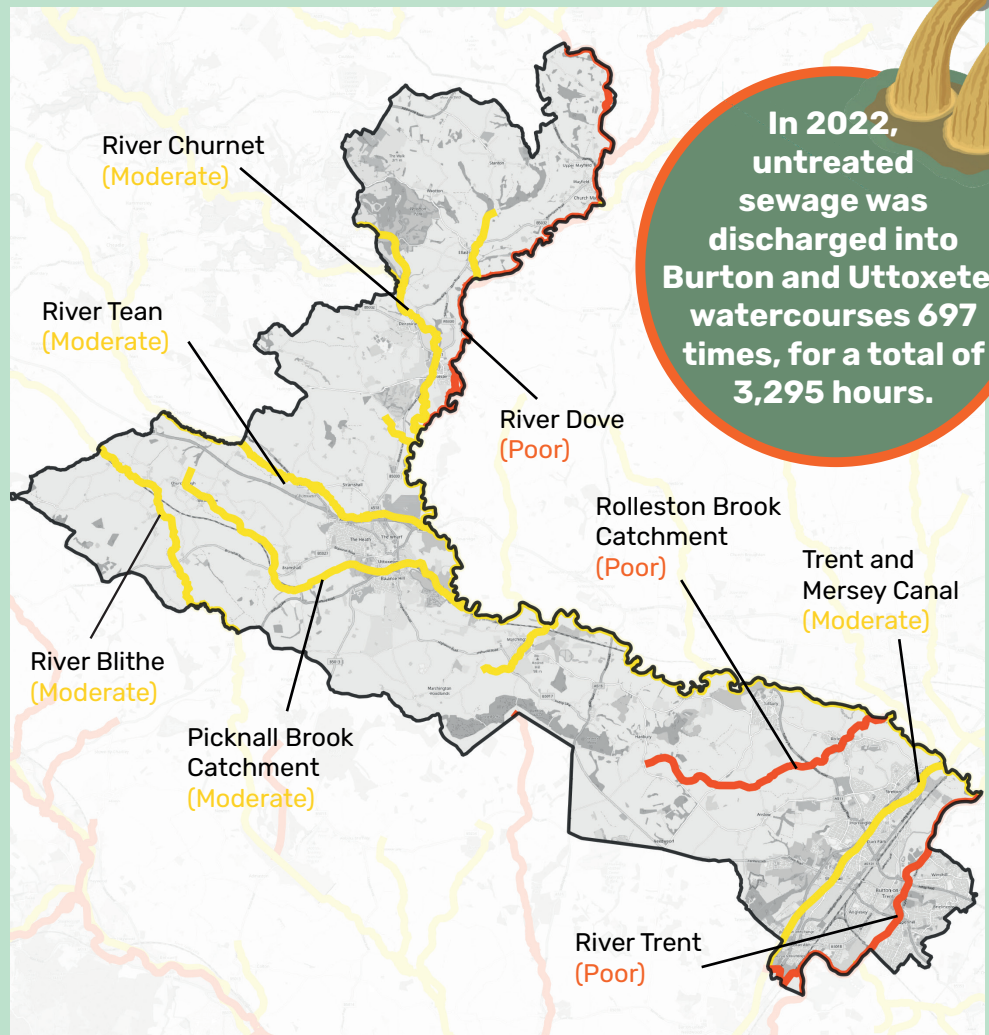 In 2022,
untreated
sewage was
discharged into
Burton and Uttoxete
watercourses 697
times, for a total of
3,295 hours.
River Churnet
(Moderate)
River Tean
(Moderate)
River Dove
(Poor)
Rolleston Brook
Catchment
(Poor)
Trent and
Mersey Canal
(Moderate)
River Blithe
(Moderate)
Picknall Brook
Catchment
(Moderate)
River Trent
(Poor)